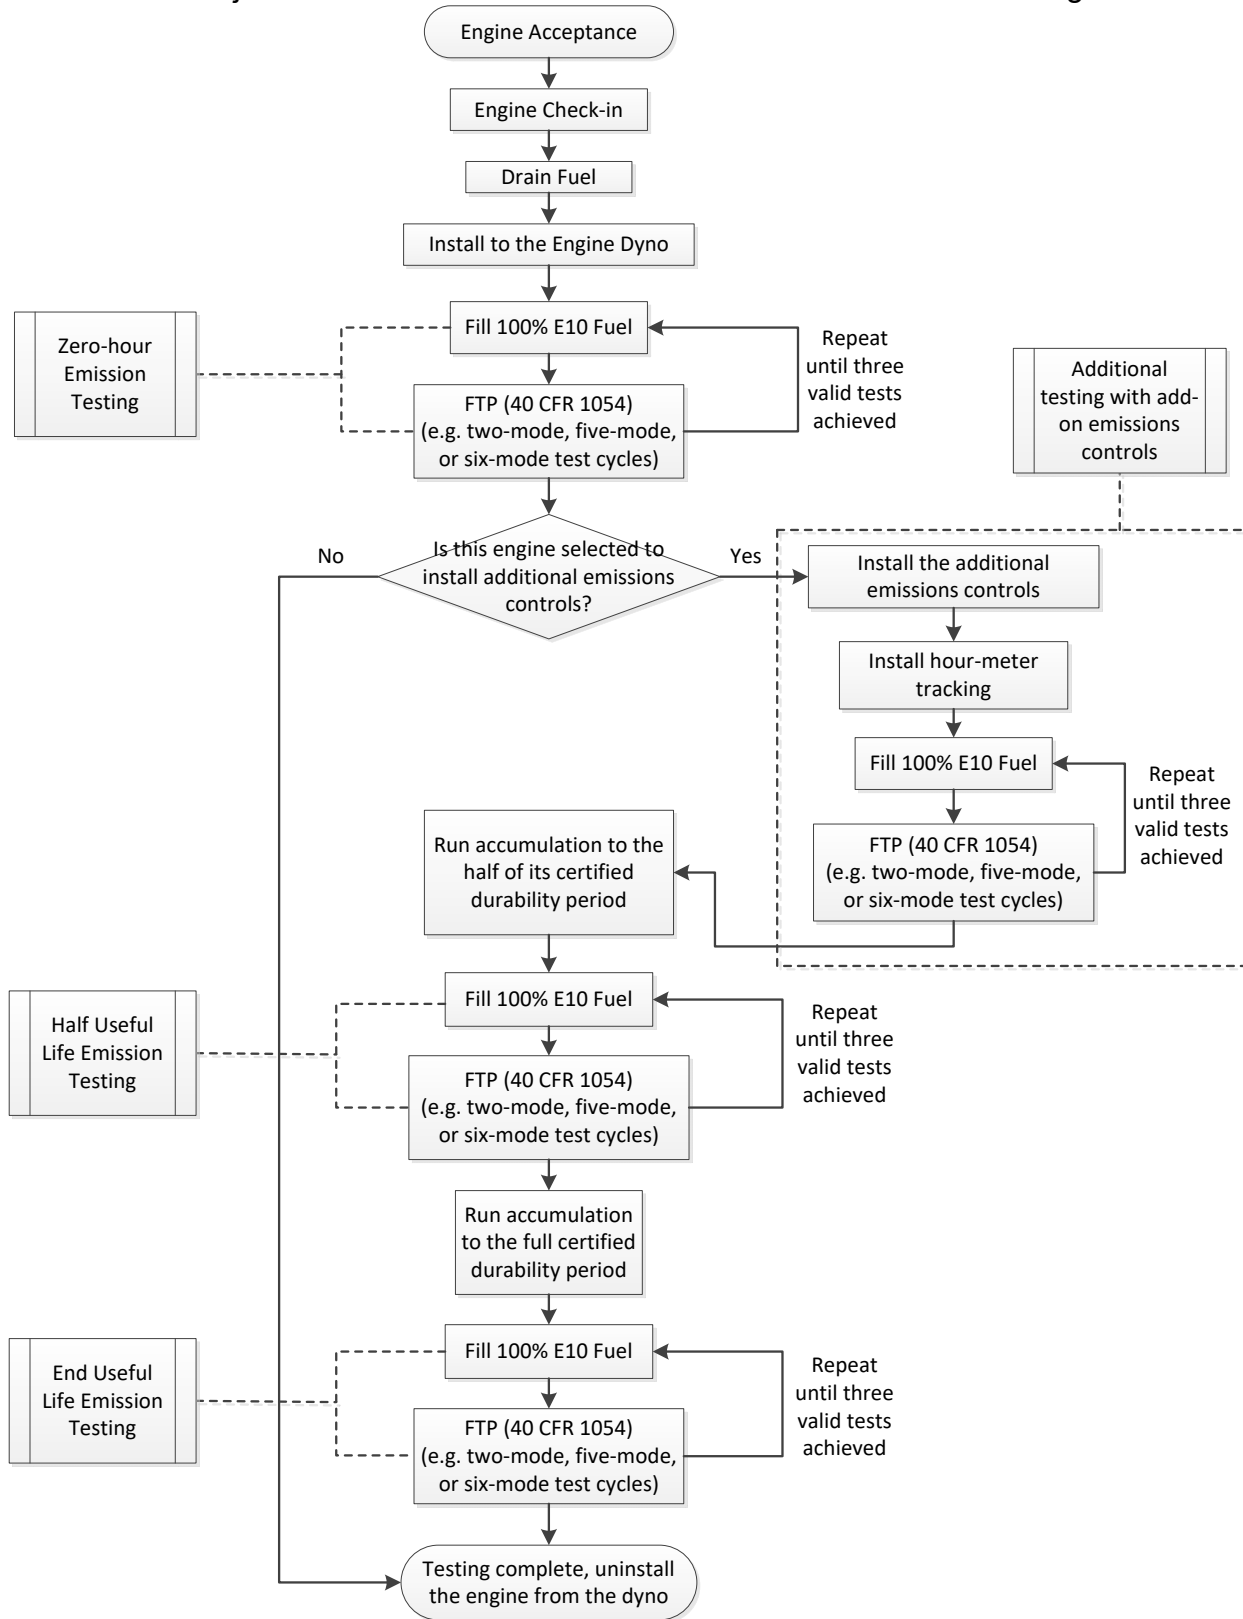 Engine Acceptance
Engine Check-in
Drain Fuel
Install to the Engine Dyno
Zero-hour
Emission
Testing
Fill 100% E10 Fuel
Repeat
until three
valid tests
achieved
FTP (40 CFR 1054)
(e.g. two-mode, five-mode,
or six-mode test cycles)
Additional
testing with add-
on emissions
controls
No
Is this engine selected to
install additional emissions
controls?
Yes
Install the additional
emissions controls
Install hour-meter
tracking
Fill 100% E10 Fuel
Repeat
until three
valid tests
achieved
FTP (40 CFR 1054)
(e.g. two-mode, five-mode,
or six-mode test cycles)
Run accumulation to the
half of its certified
durability period
Half Useful
Life Emission
Testing
Fill 100% E10 Fuel
Repeat
until three
valid tests
achieved
FTP (40 CFR 1054)
(e.g. two-mode, five-mode,
or six-mode test cycles)
Run accumulation
to the full certified
durability period
End Useful
Life Emission
Testing
Fill 100% E10 Fuel
Repeat
until three
valid tests
achieved
FTP (40 CFR 1054)
(e.g. two-mode, five-mode,
or six-mode test cycles)
Testing complete, uninstall
the engine from the dyno